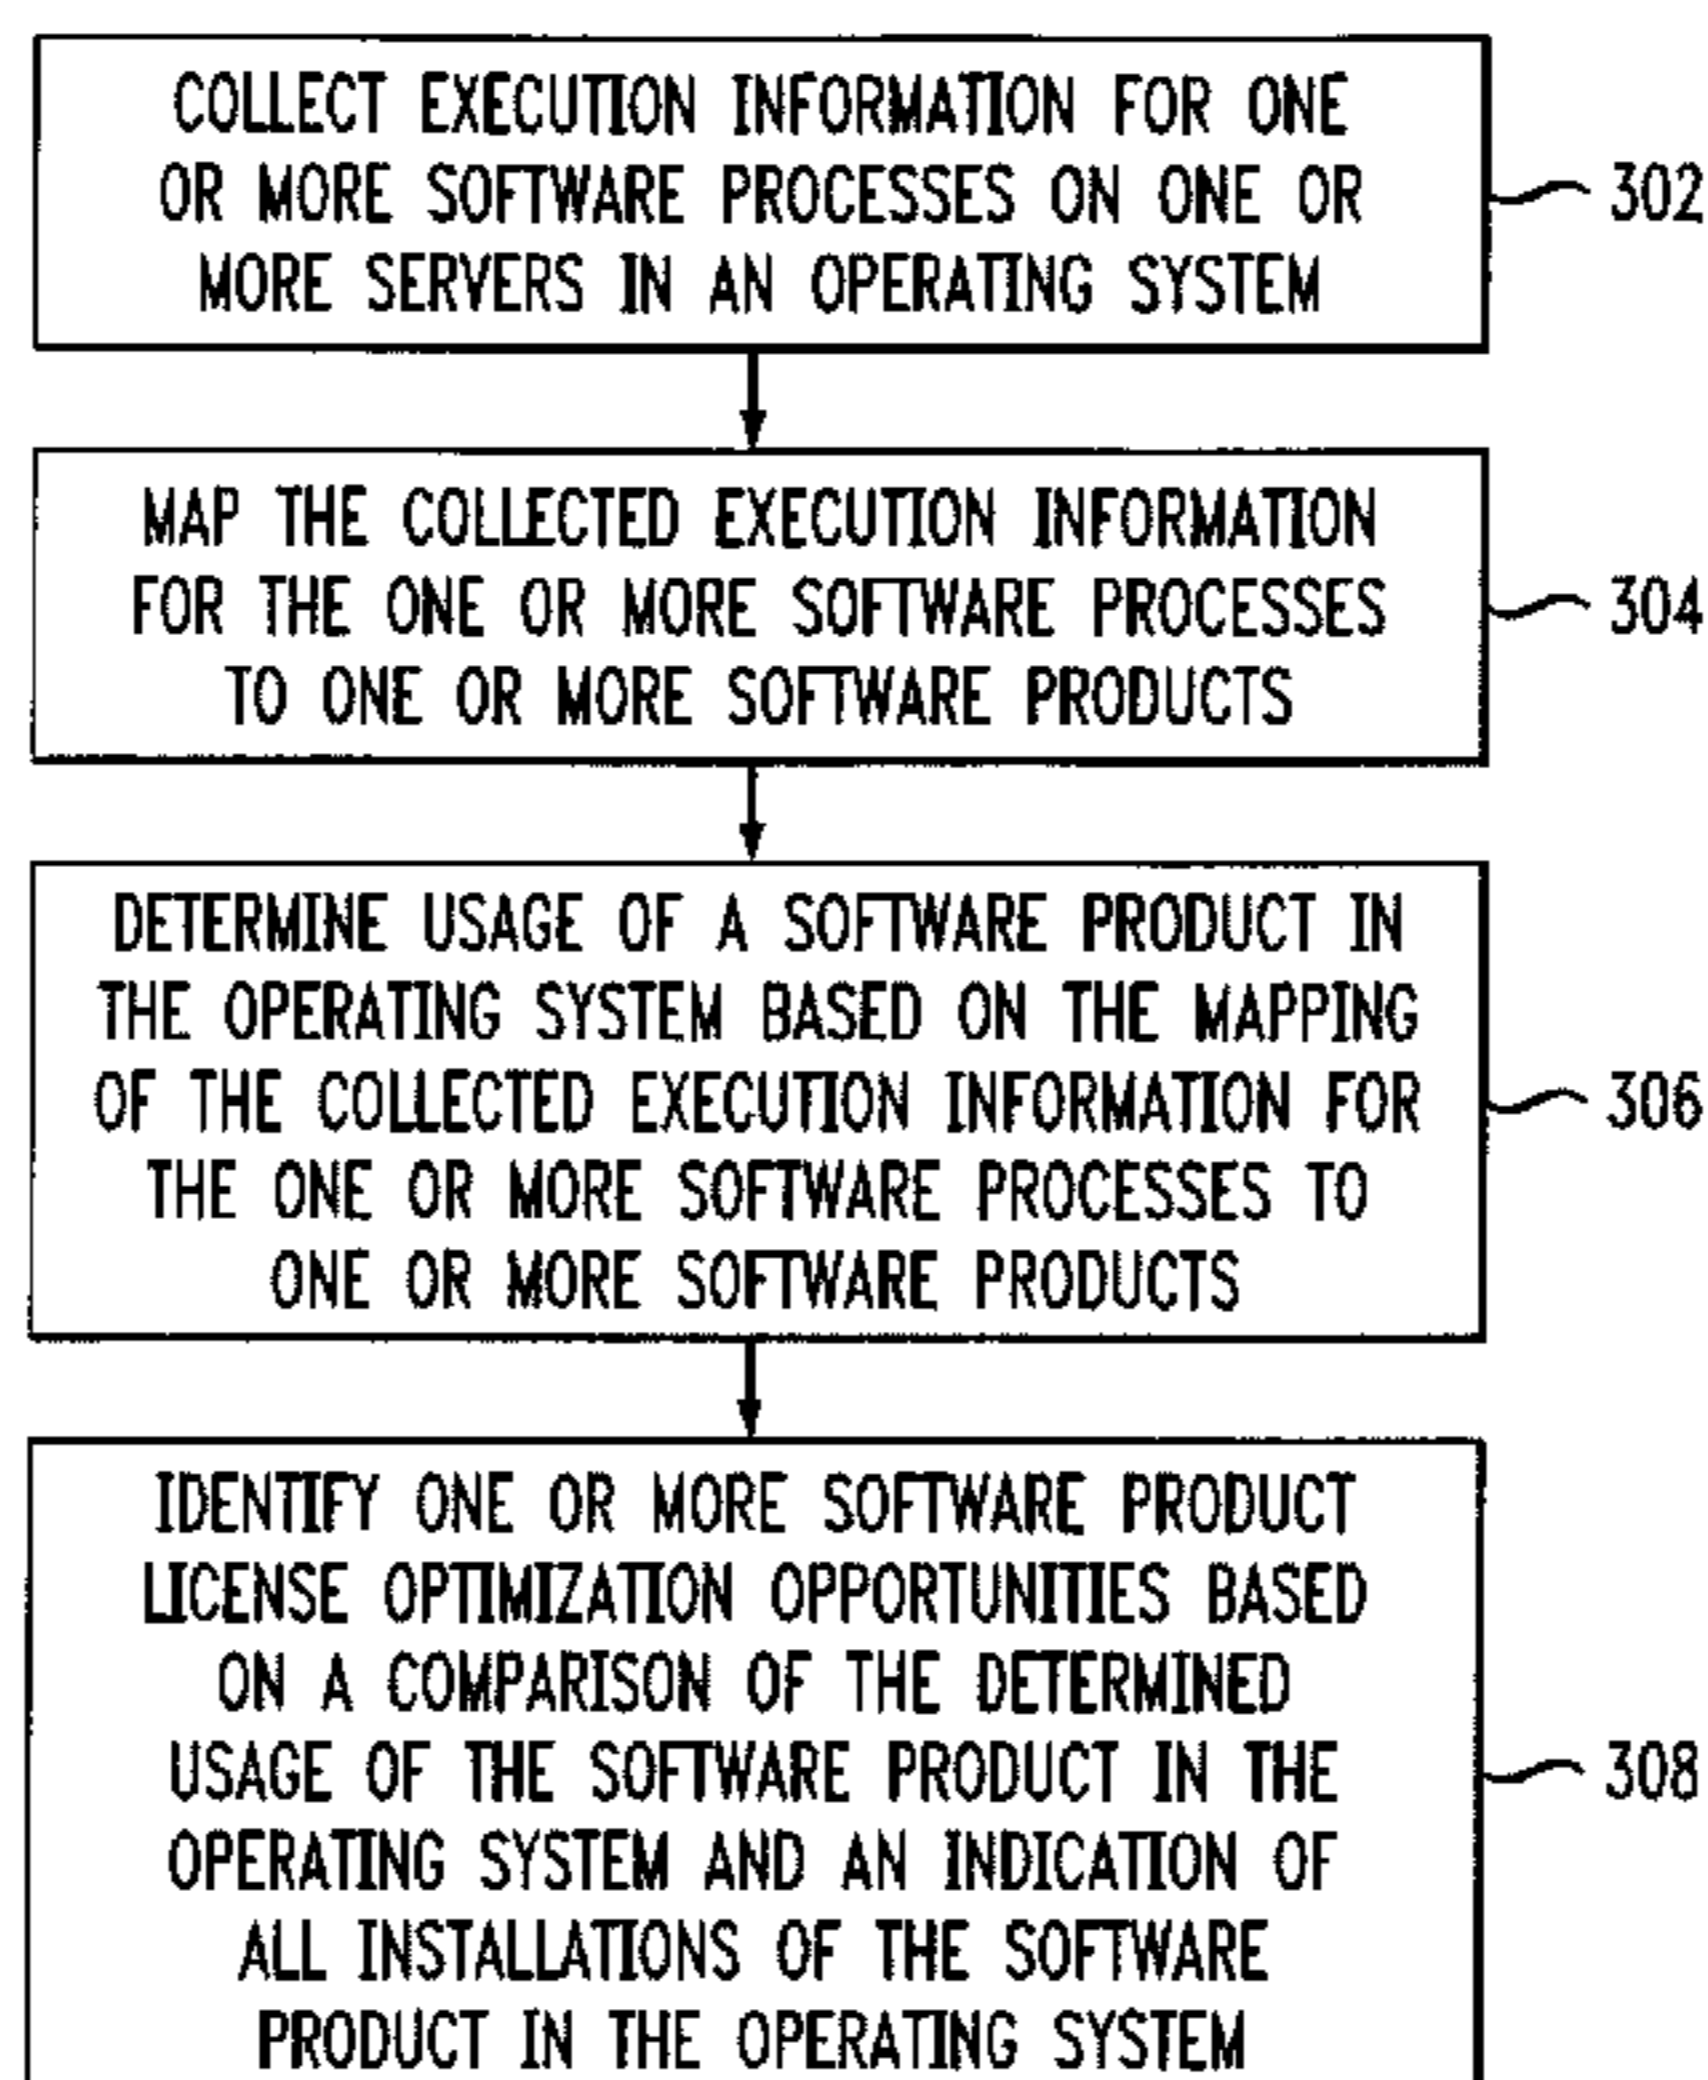 COLLECT EXECUTION INFORMATION FOR ONE
OR MORE SOFTWARE PROCESSES ON ONE OR
MORE SERVERS IN AN OPERATING SYSTEM
302
MAP THE COLLECTED EXECUTION INFORMATION
FOR THE ONE OR MORE SOFTWARE PROCESSES
TO ONE OR MORE SOFTWARE PRODUCTS
304
DETERMINE USAGE OF A SOFTWARE PRODUCT IN
THE OPERATING SYSTEM BASED ON THE MAPPING
OF THE COLLECTED EXECUTION INFORMATION FOR
THE ONE OR MORE SOFTWARE PROCESSES TO
ONE OR MORE SOFTWARE PRODUCTS
306
IDENTIFY ONE OR MORE SOFTWARE PRODUCT
LICENSE OPTIMIZATION OPPORTUNITIES BASED
ON A COMPARISON OF THE DETERMINED
USAGE OF THE SOFTWARE PRODUCT IN THE
OPERATING SYSTEM AND AN INDICATION OF
ALL INSTALLATIONS OF THE SOFTWARE
PRODUCT IN THE OPERATING SYSTEM
308